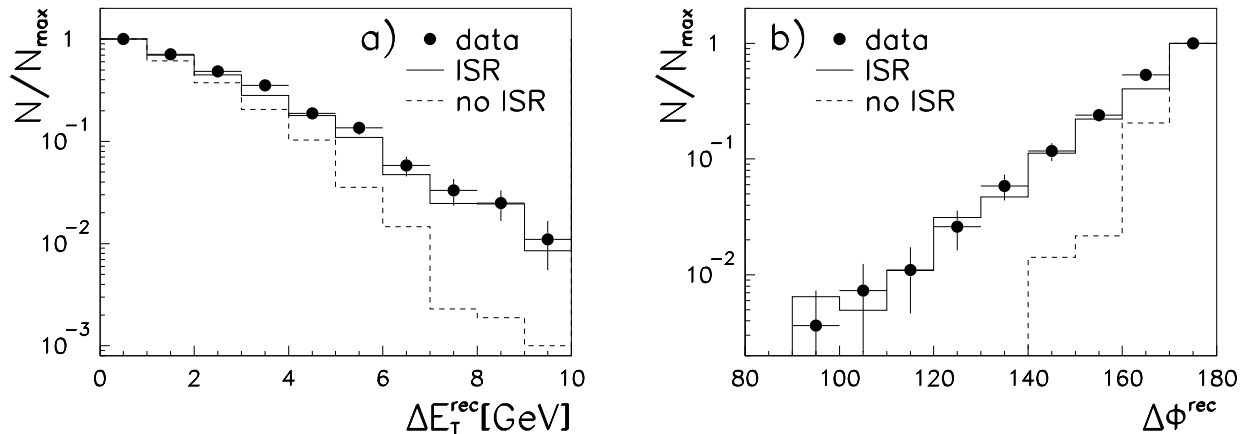 N/N_max
1
10^-1
10^-2
10^-3
a)
data
ISR
no ISR
0 2 4 6 8 10
ΔE_T^rec [GeV]
N/N_max
1
10^-1
10^-2
b)
data
ISR
no ISR
80 100 120 140 160 180
Δϕ^rec